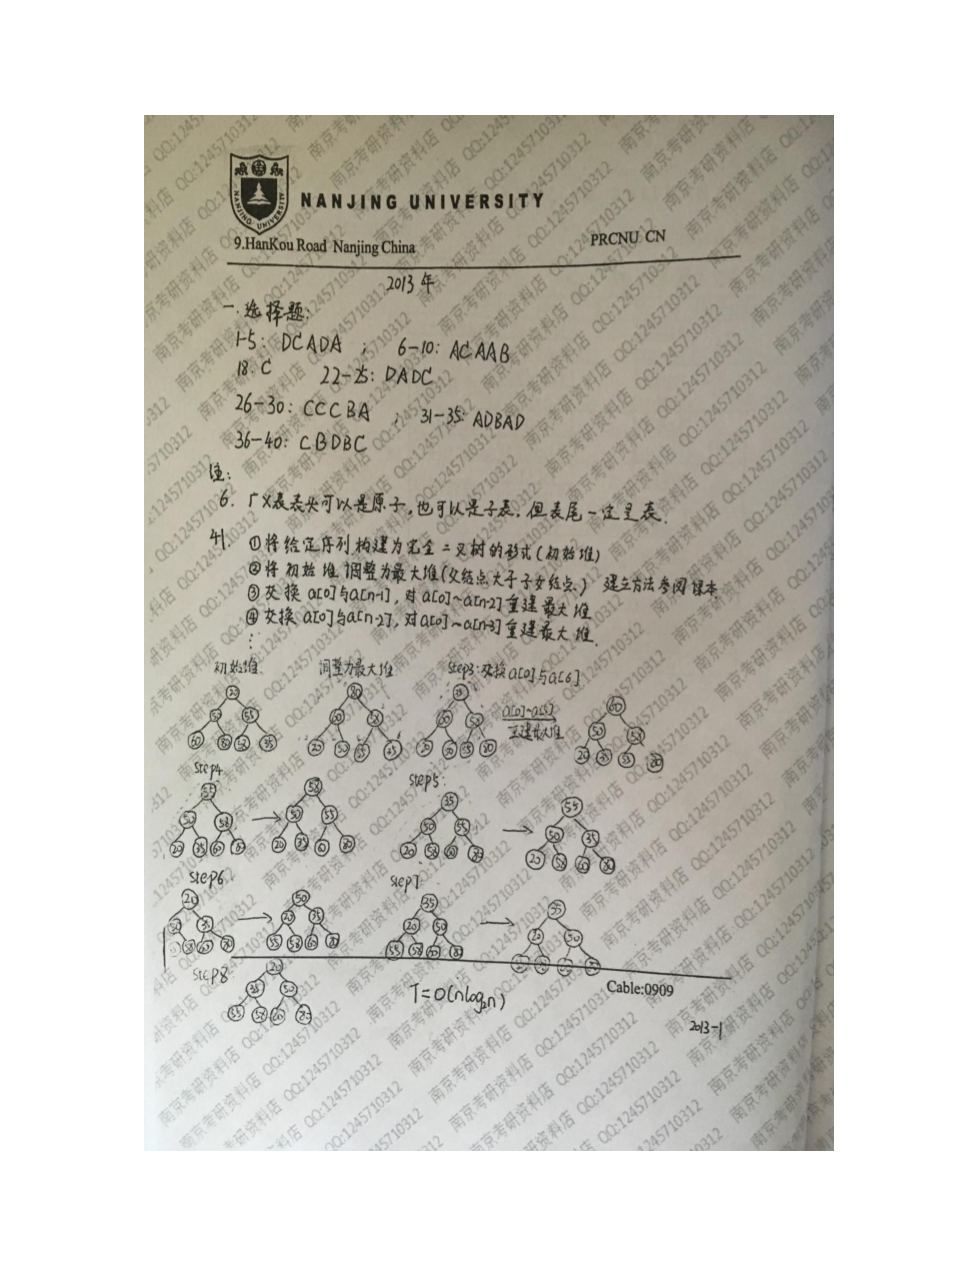 NANJING UNIVERSITY
9.HanKou Road Nanjing China
PRCNU CN
2013年
一.选择题:
1-5: DCADA ; 6-10: ACAAB
18: C 22-25: DADC
26-30: CCCBA ; 31-35: ADBAD
36-40: CBDBC
注:
6. 广义表表头可以是原子,也可以是子表,但表尾一定是表.
41. ①将给定序列构建为完全二叉树的形式(初始堆)
②将初始堆调整为最大堆(父结点大于子女结点) 建立方法参阅课本.
③交换a[0]与a[n-1], 对a[0]~a[n-2]重建最大堆
④交换a[0]与a[n-2], 对a[0]~a[n-3]重建最大堆.
⋮
初始堆 调整为最大堆 step3:交换a[0]与a[6]
a[0]~a[5]
重建最大堆
step4 step5:
step6 step7
step8
T=O(nlog₂n)
Cable:0909
2013-1
南京考研资料店 QQ:1245710312